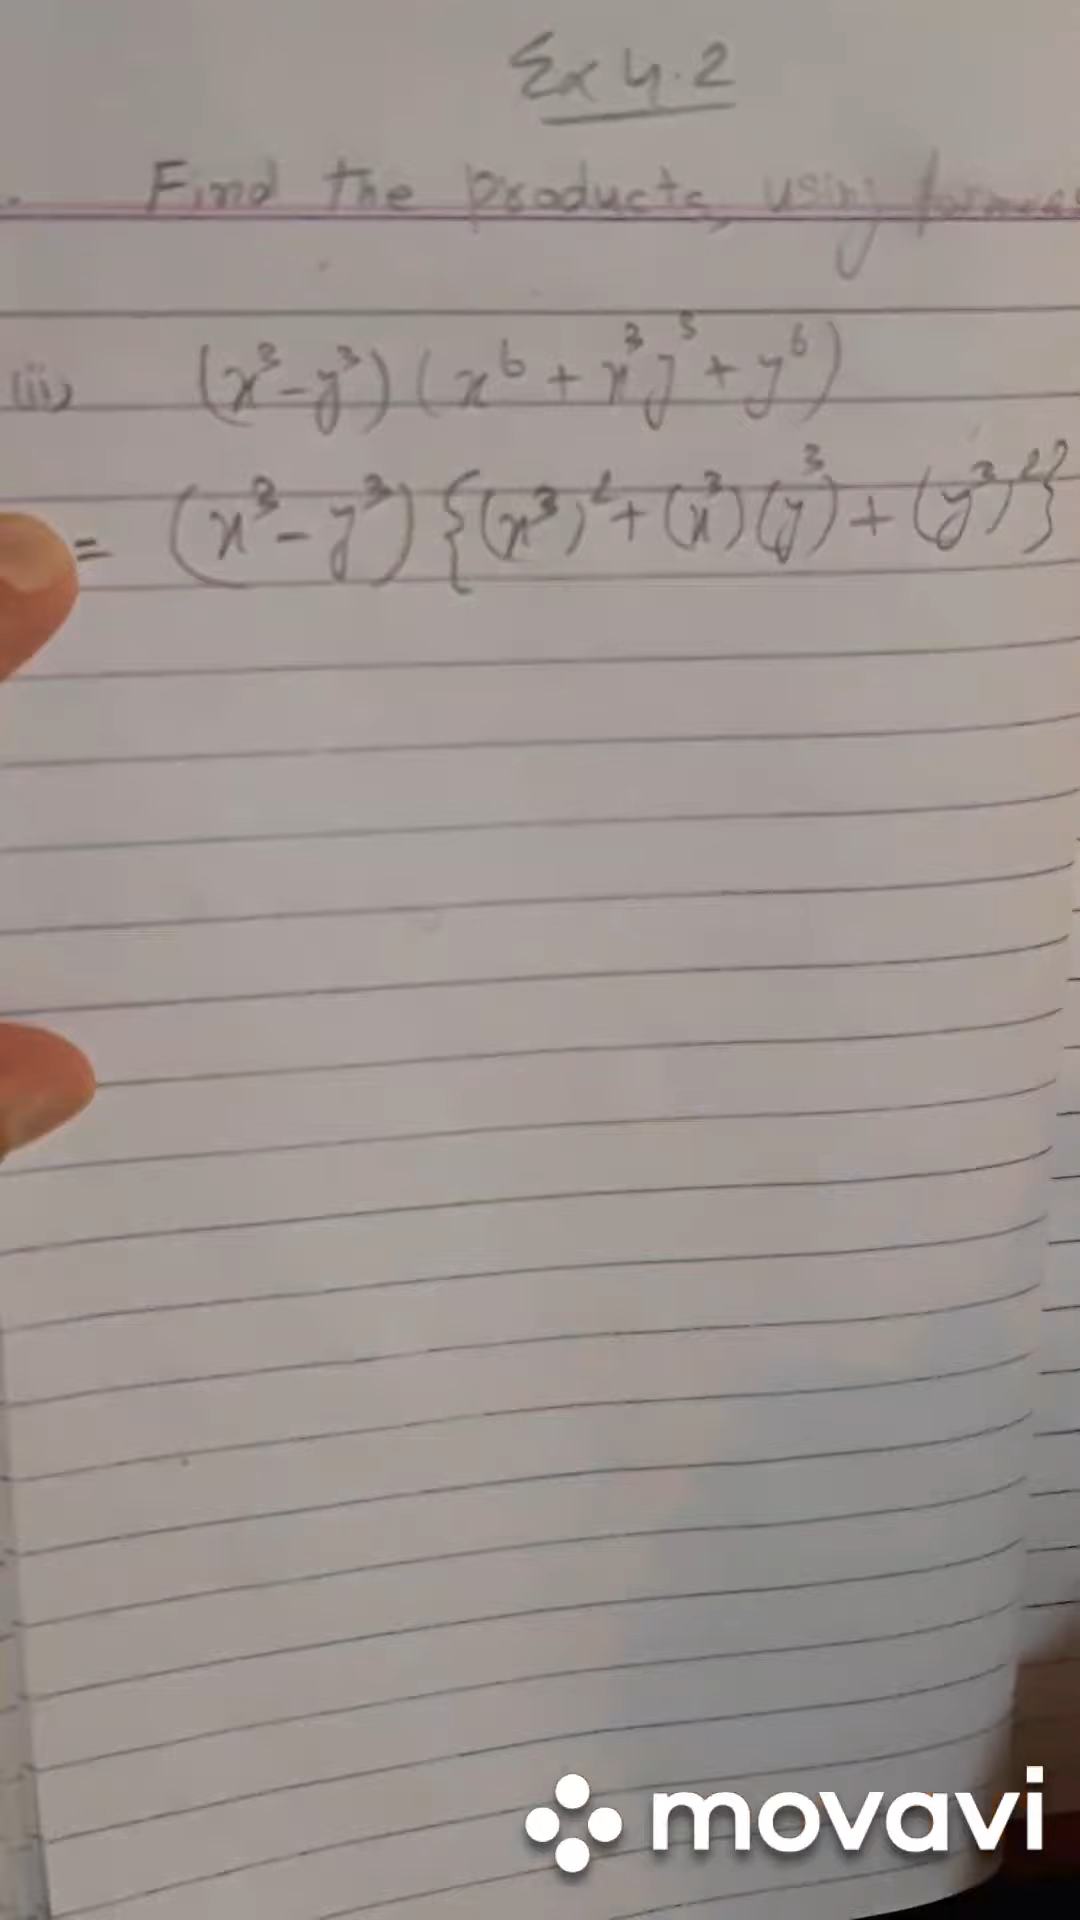 Ex 4.2
Find the products, using
(ii) (x³-y³) (x⁶ + x³y³ + y⁶)
= (x³-y³) {(x³)² + (x³)(y³) + (y³)²}
movavi